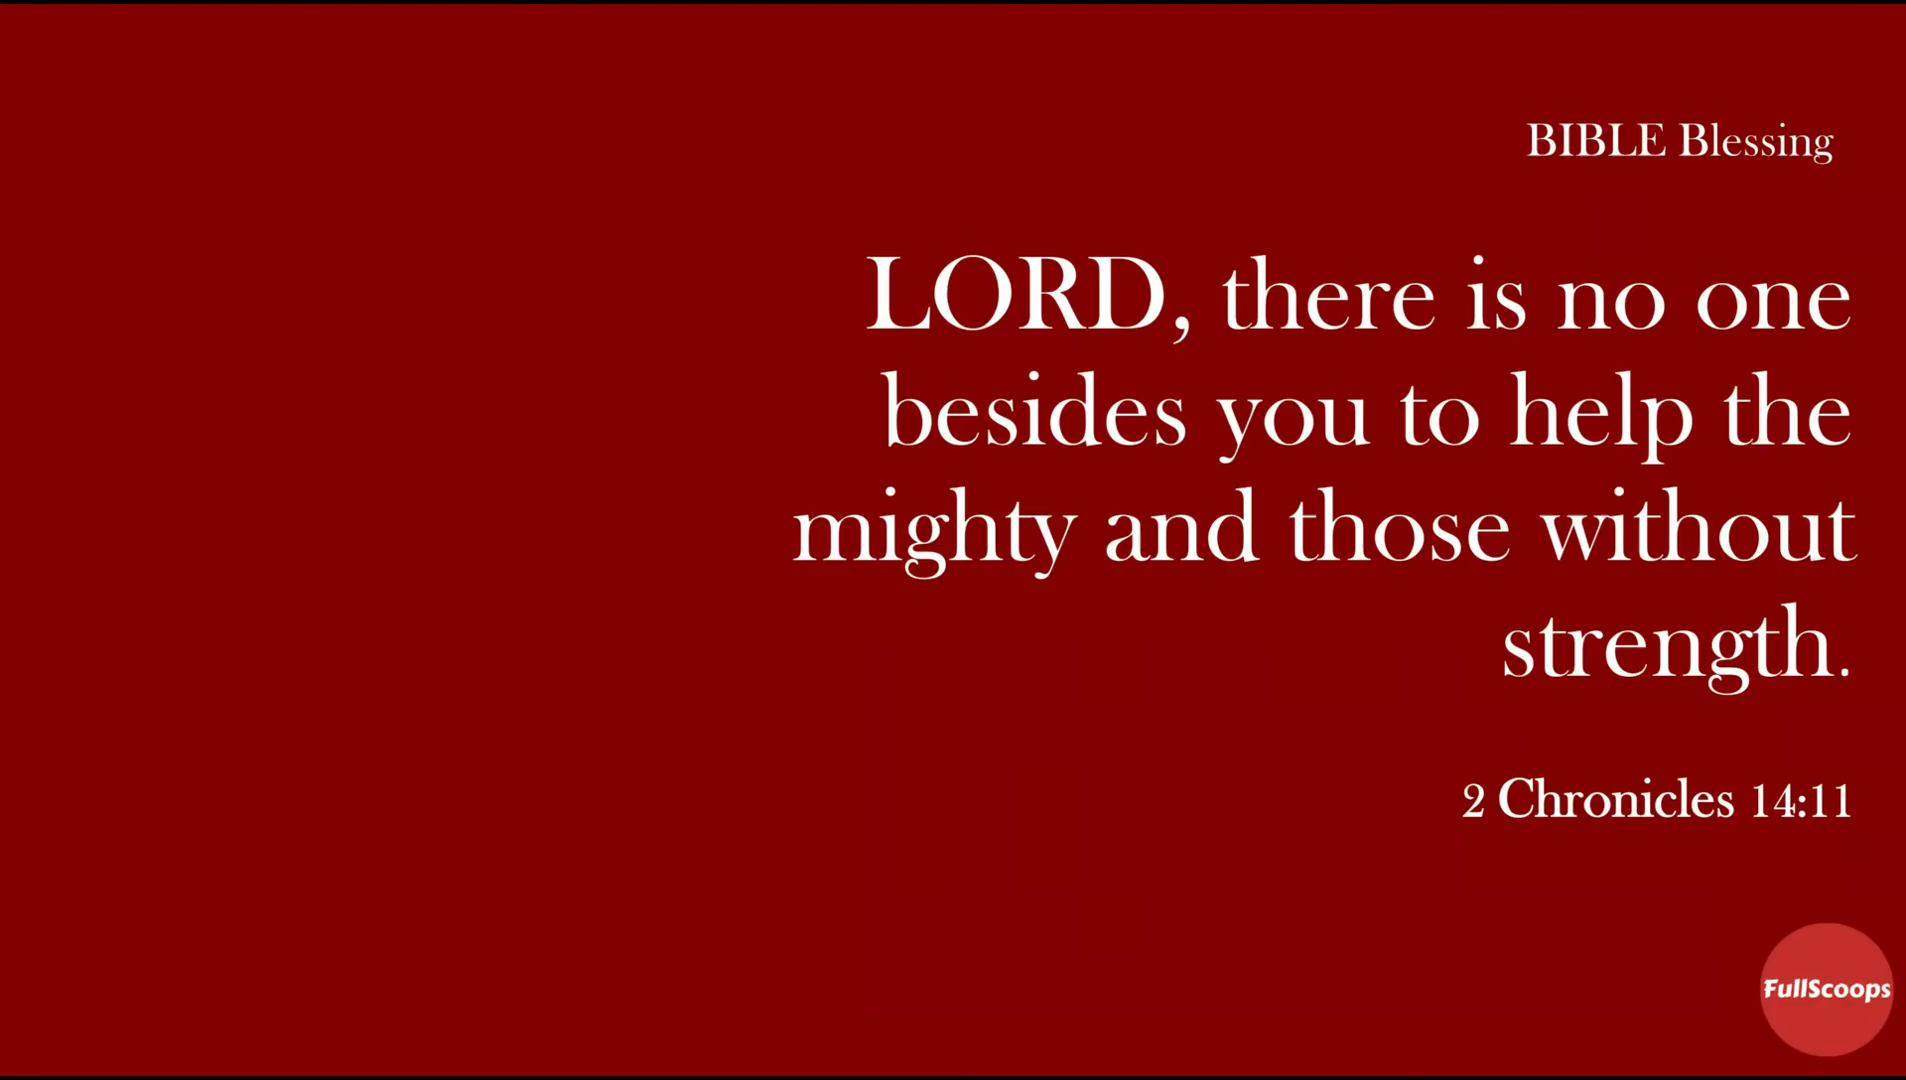 BIBLE Blessing
LORD, there is no one
besides you to help the
mighty and those without
strength.
2 Chronicles 14:11
FullScoops